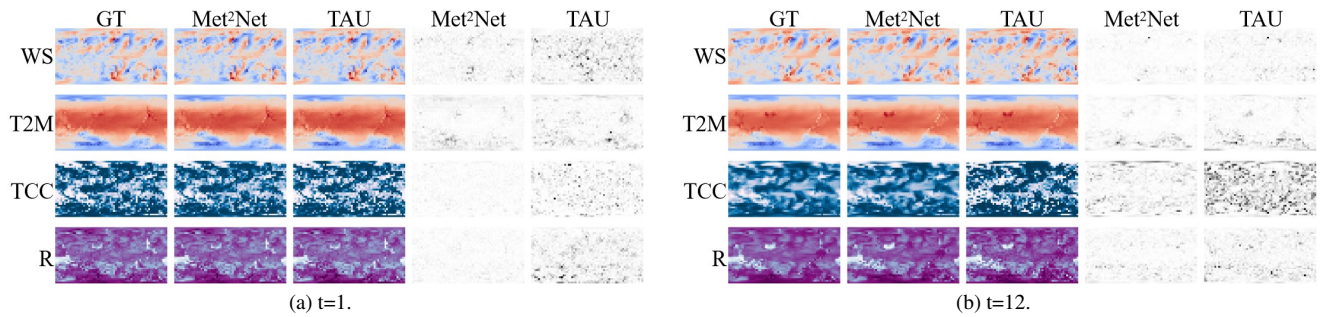 GT Met²Net TAU Met²Net TAU GT Met²Net TAU Met²Net TAU
WS WS
T2M T2M
TCC TCC
R R
(a) t=1. (b) t=12.